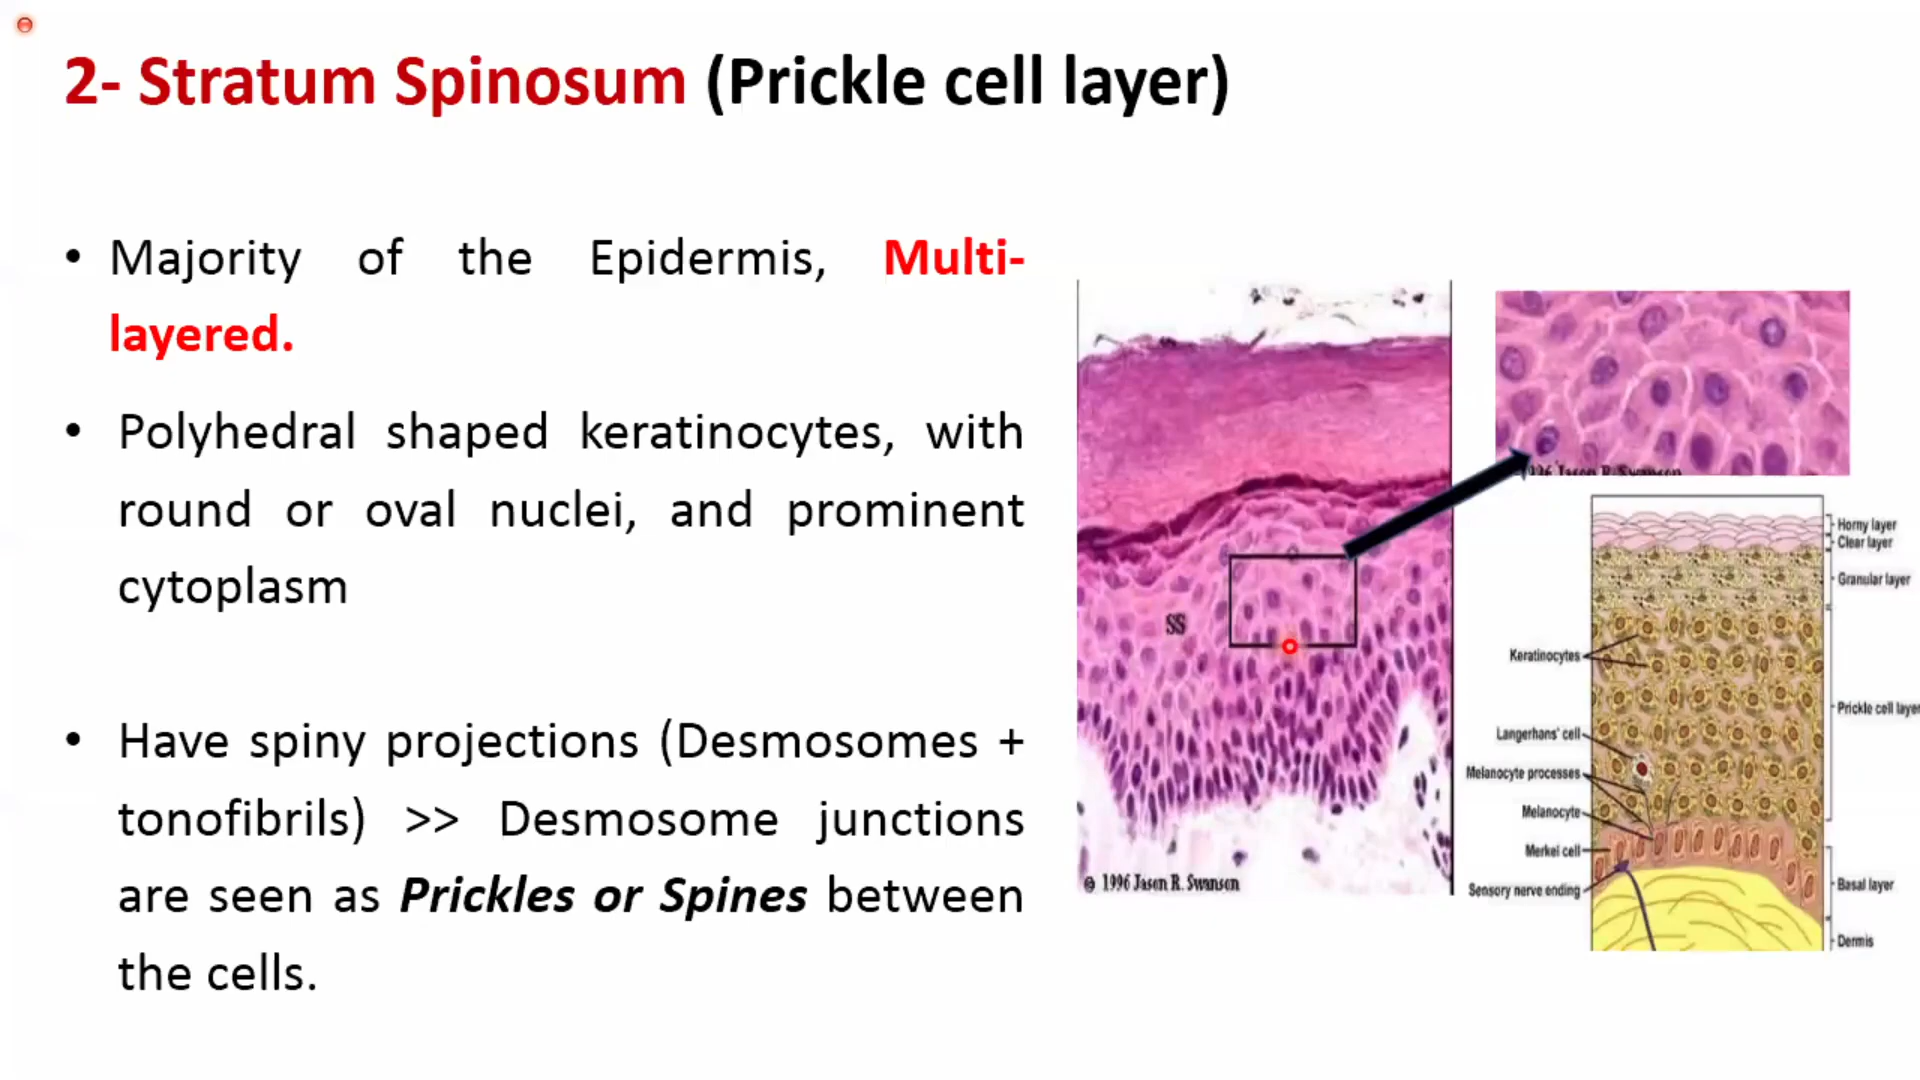 2- Stratum Spinosum (Prickle cell layer)
• Majority of the Epidermis, Multi-
layered.
• Polyhedral shaped keratinocytes, with
round or oval nuclei, and prominent
cytoplasm
• Have spiny projections (Desmosomes +
tonofibrils) >> Desmosome junctions
are seen as Prickles or Spines between
the cells.
SS
© 1996 Jason R. Swanson
996 Jason R. Swanson
Horny layer
Clear layer
Granular layer
Keratinocytes
Prickle cell layer
Langerhans' cell
Melanocyte processes
Melanocyte
Merkel cell
Basal layer
Sensory nerve ending
Dermis